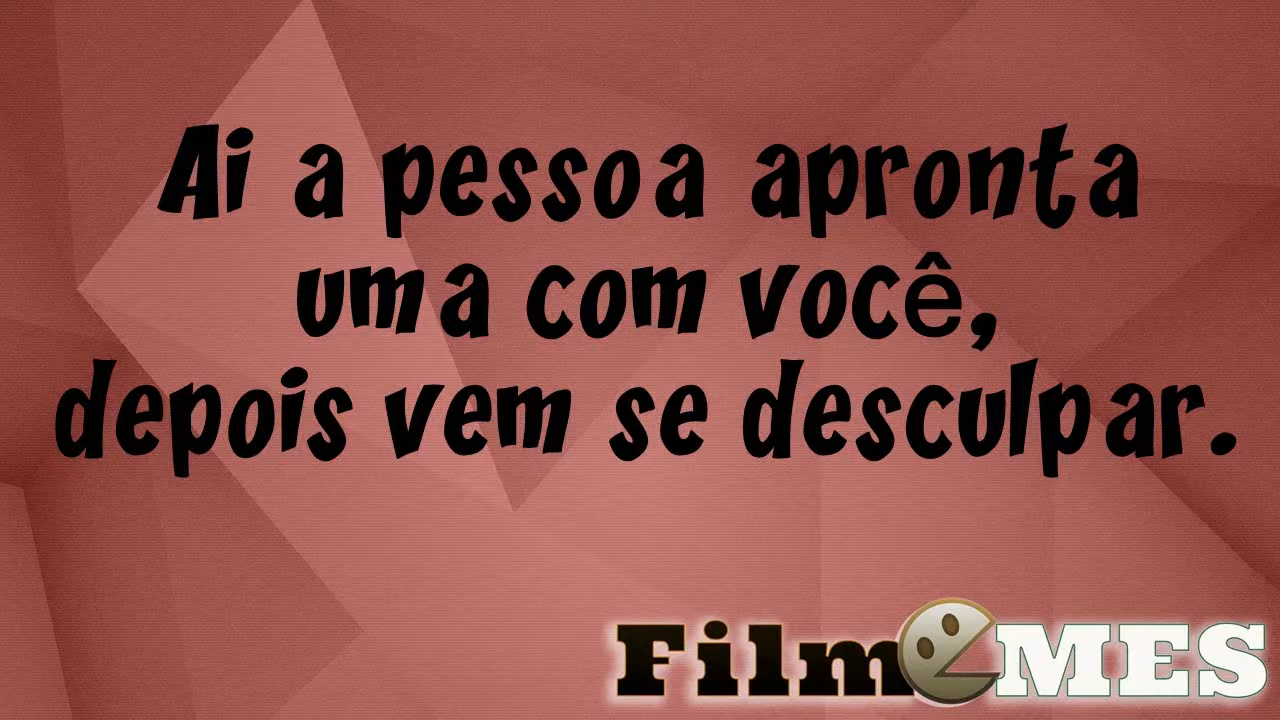 Ai a pessoa apronta
uma com você,
depois vem se desculpar.
FilmeMES